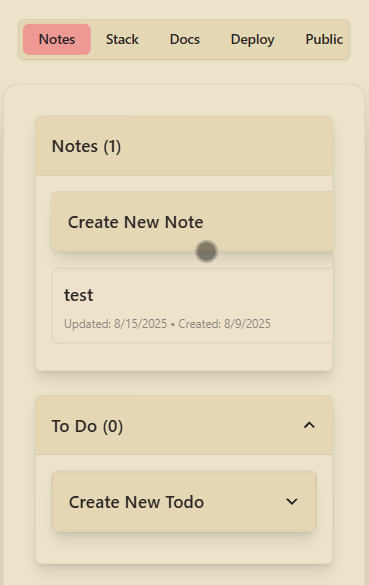 Notes Stack Docs Deploy Public
Notes (1)
Create New Note
test
Updated: 8/15/2025 • Created: 8/9/2025
To Do (0)
Create New Todo